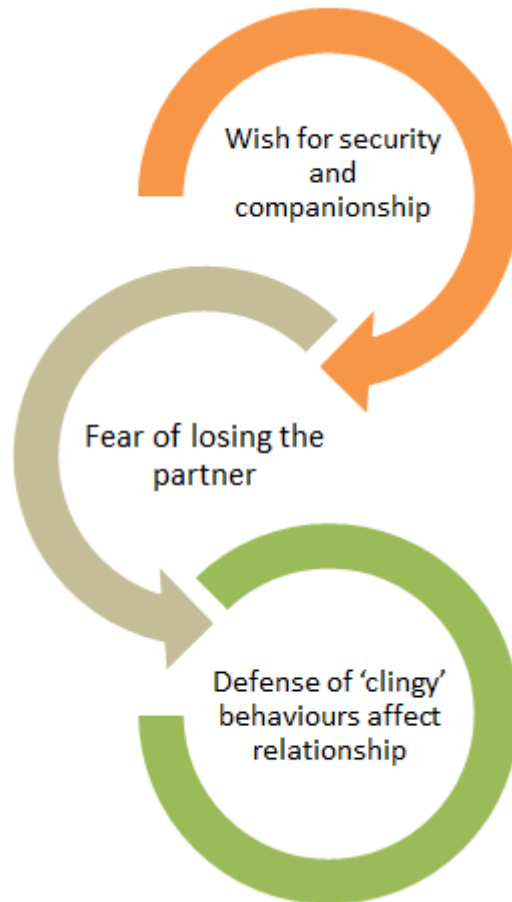 Wish for security
and
companionship
Fear of losing the
partner
Defense of ‘clingy’
behaviours affect
relationship